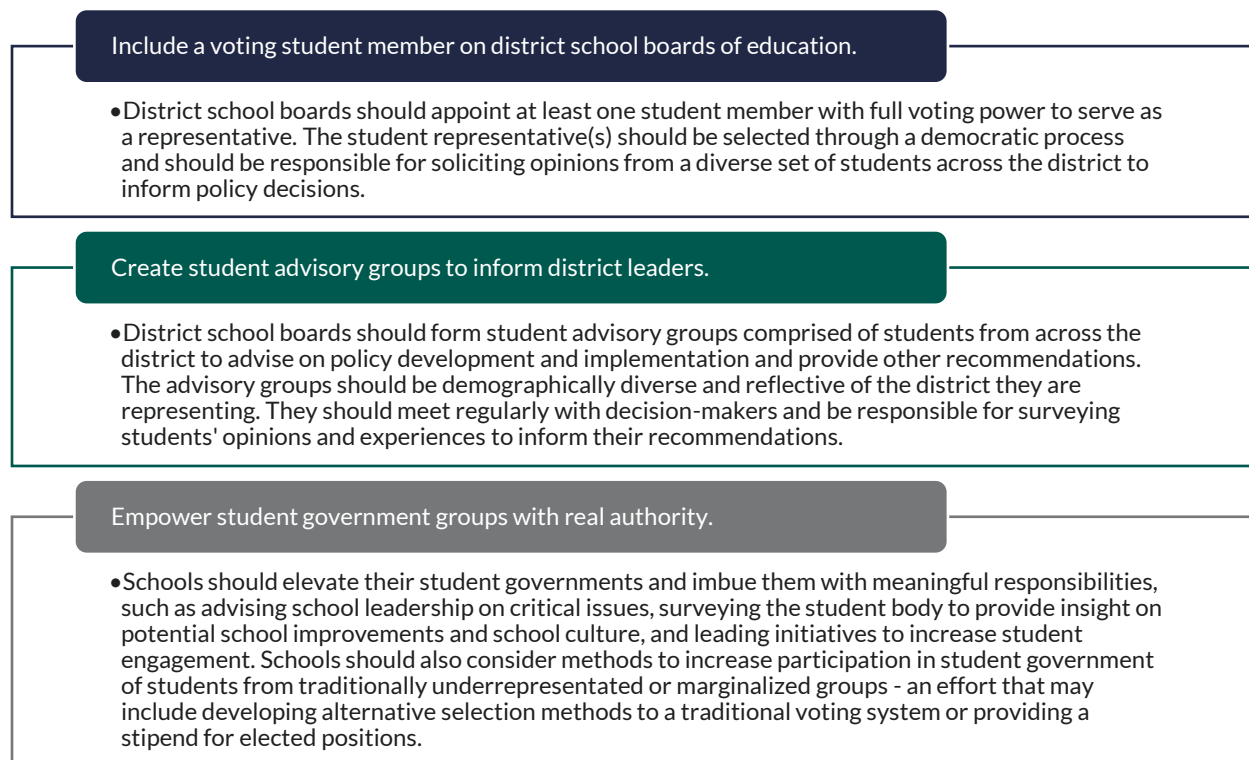 Include a voting student member on district school boards of education.
•District school boards should appoint at least one student member with full voting power to serve as
a representative. The student representative(s) should be selected through a democratic process
and should be responsible for soliciting opinions from a diverse set of students across the district to
inform policy decisions.
Create student advisory groups to inform district leaders.
•District school boards should form student advisory groups comprised of students from across the
district to advise on policy development and implementation and provide other recommendations.
The advisory groups should be demographically diverse and reflective of the district they are
representing. They should meet regularly with decision-makers and be responsible for surveying
students' opinions and experiences to inform their recommendations.
Empower student government groups with real authority.
•Schools should elevate their student governments and imbue them with meaningful responsibilities,
such as advising school leadership on critical issues, surveying the student body to provide insight on
potential school improvements and school culture, and leading initiatives to increase student
engagement. Schools should also consider methods to increase participation in student government
of students from traditionally underrepresented or marginalized groups - an effort that may
include developing alternative selection methods to a traditional voting system or providing a
stipend for elected positions.